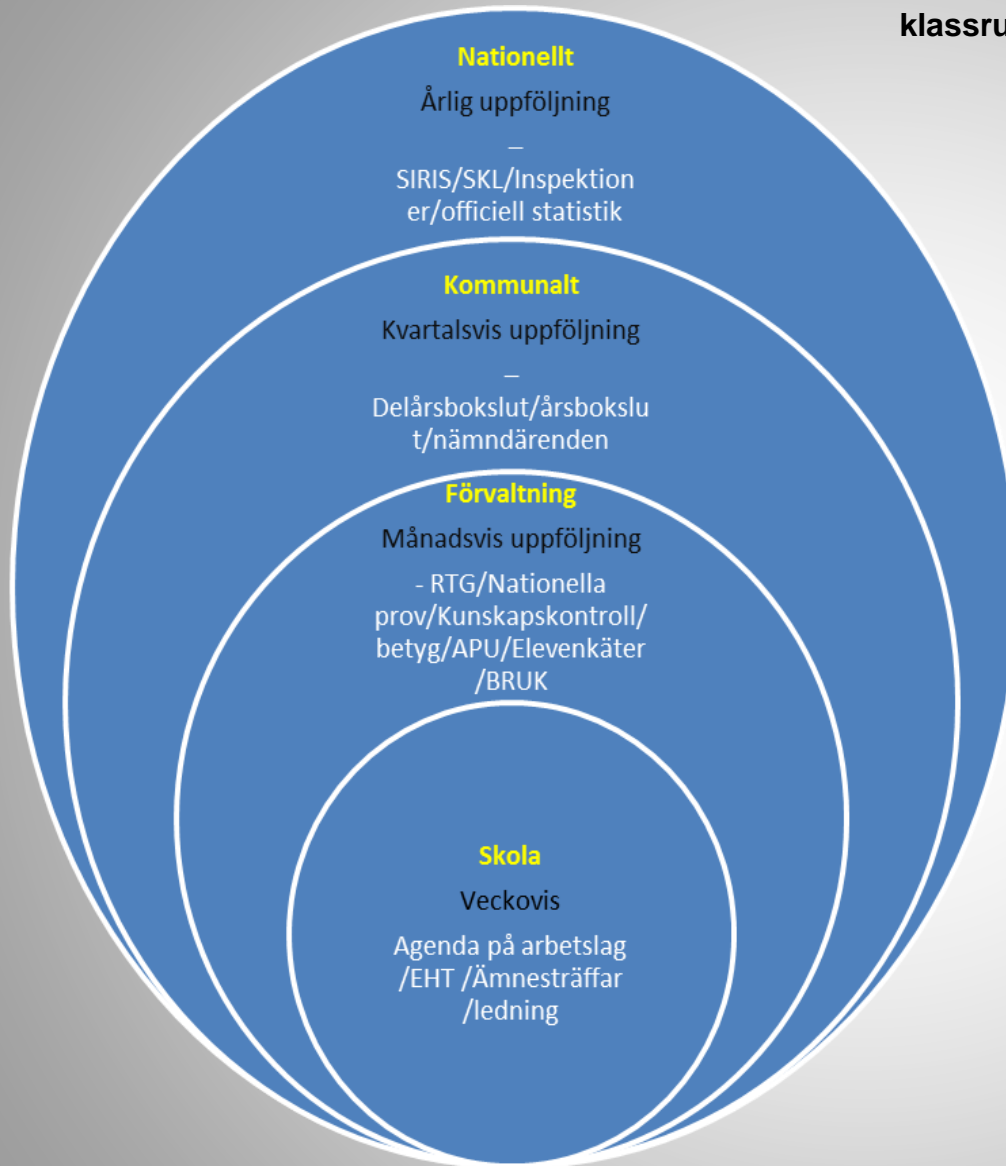 klassru
Nationellt
Årlig uppföljning
–
SIRIS/SKL/Inspektion
er/officiell statistik
Kommunalt
Kvartalsvis uppföljning
–
Delårsbokslut/årsbokslu
t/nämndärenden
Förvaltning
Månadsvis uppföljning
- RTG/Nationella
prov/Kunskapskontroll/
betyg/APU/Elevenkäter
/BRUK
Skola
Veckovis
Agenda på arbetslag
/EHT /Ämnesträffar
/ledning